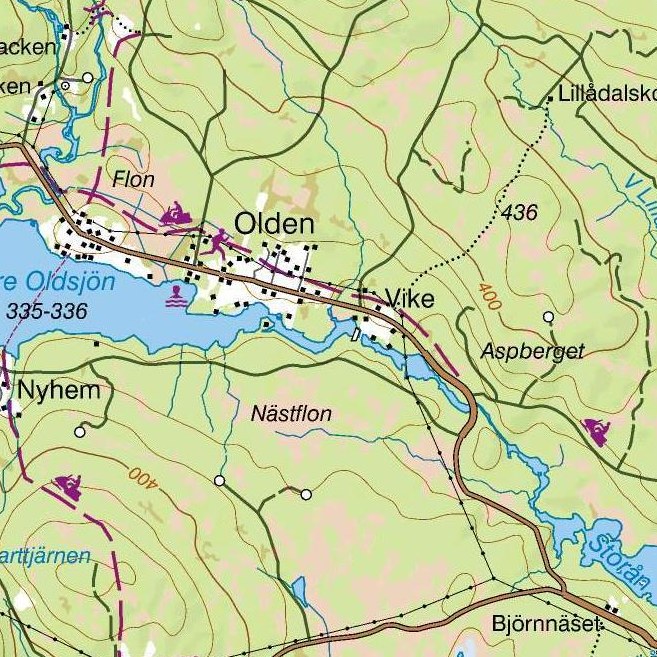 acken
ken
Lillådalsko
Flon
V Lill
436
Olden
re Oldsjön
335-336
400
Vike
Aspberget
Nyhem
Nästflon
400
arttjärnen
Storån
Björnnäset